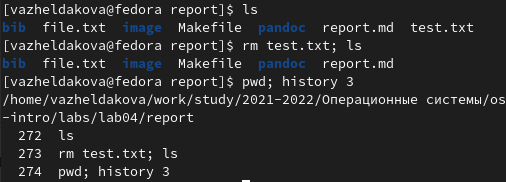 [vazheldakova@fedora report]$ ls
bib  file.txt  image  Makefile  pandoc  report.md  test.txt
[vazheldakova@fedora report]$ rm test.txt; ls
bib  file.txt  image  Makefile  pandoc  report.md
[vazheldakova@fedora report]$ pwd; history 3
/home/vazheldakova/work/study/2021-2022/Операционные системы/os
-intro/labs/lab04/report
  272  ls
  273  rm test.txt; ls
  274  pwd; history 3